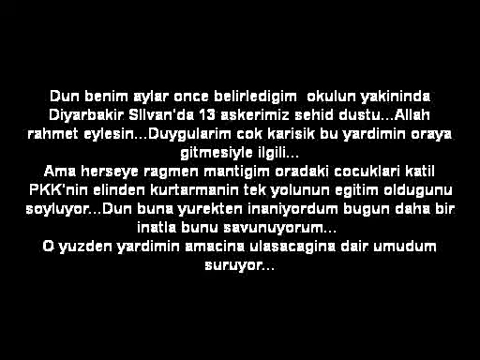 Dun benim aylar once belirledigim okulun yakininda
Diyarbakir SIlvan'da 13 askerimiz sehid dustu...Allah
rahmet eylesin...Duygularim cok karisik bu yardimin oraya
gitmesiyle ilgili...
Ama herseye ragmen mantigim oradaki cocuklari katil
PKK'nin elinden kurtarmanin tek yolunun egitim oldugunu
soyluyor...Dun buna yurekten inaniyordum bugun daha bir
inatla bunu savunuyorum...
O yuzden yardimin amacina ulasacagina dair umudum
suruyor...